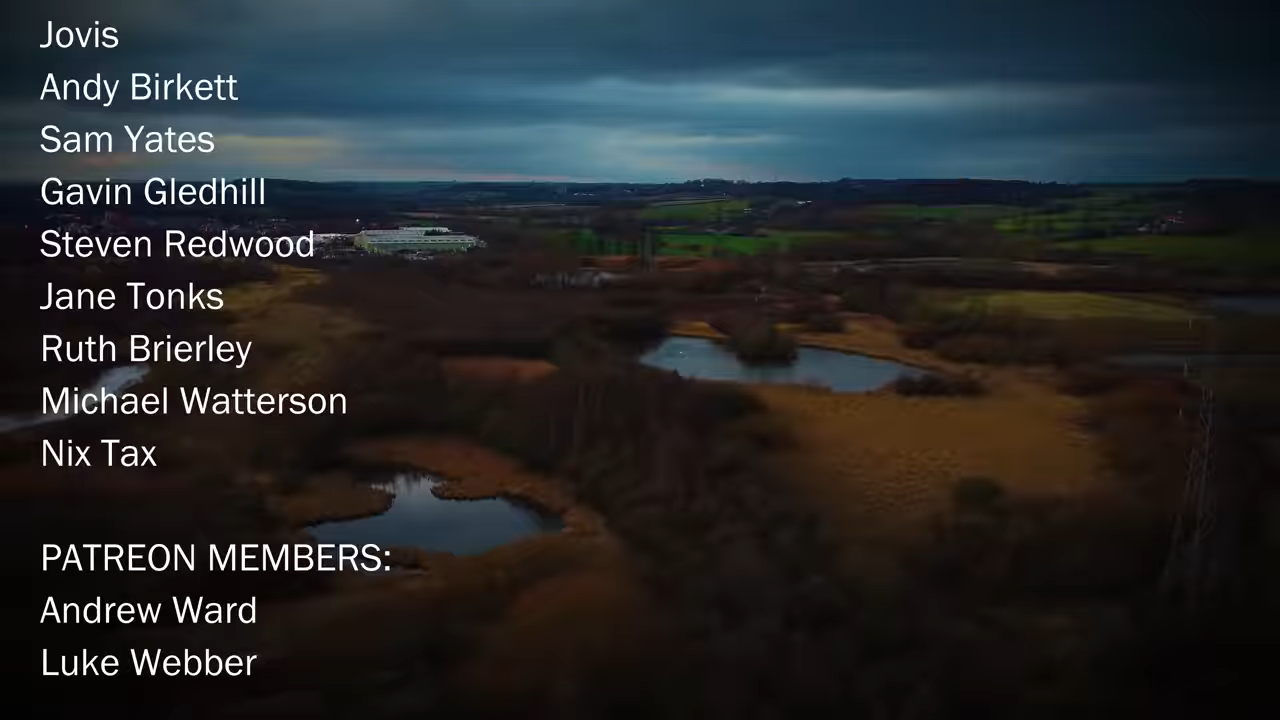 Jovis
Andy Birkett
Sam Yates
Gavin Gledhill
Steven Redwood
Jane Tonks
Ruth Brierley
Michael Watterson
Nix Tax
PATREON MEMBERS:
Andrew Ward
Luke Webber